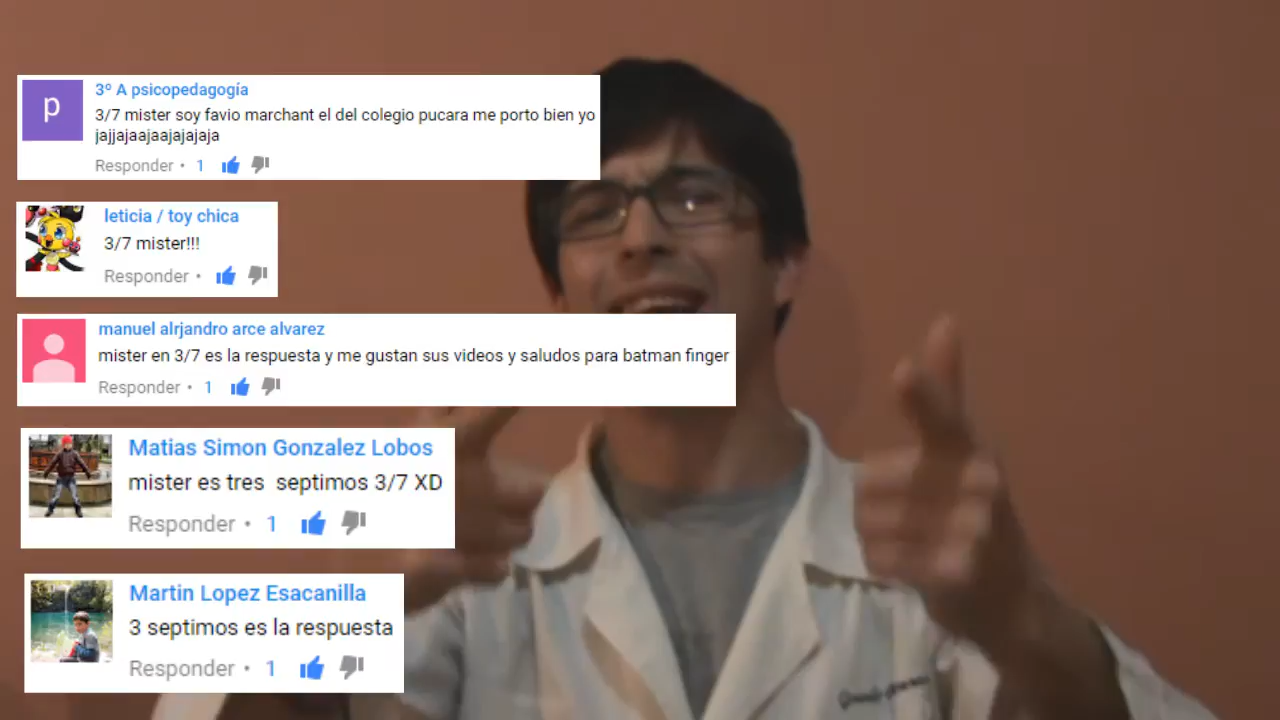 p
3º A psicopedagogía
3/7 mister soy favio marchant el del colegio pucara me porto bien yo
jajjajaajaajajajaja
Responder • 1
leticia / toy chica
3/7 mister!!!
Responder •
manuel alrjandro arce alvarez
mister en 3/7 es la respuesta y me gustan sus videos y saludos para batman finger
Responder • 1
Matias Simon Gonzalez Lobos
mister es tres septimos 3/7 XD
Responder • 1
Martin Lopez Esacanilla
3 septimos es la respuesta
Responder • 1